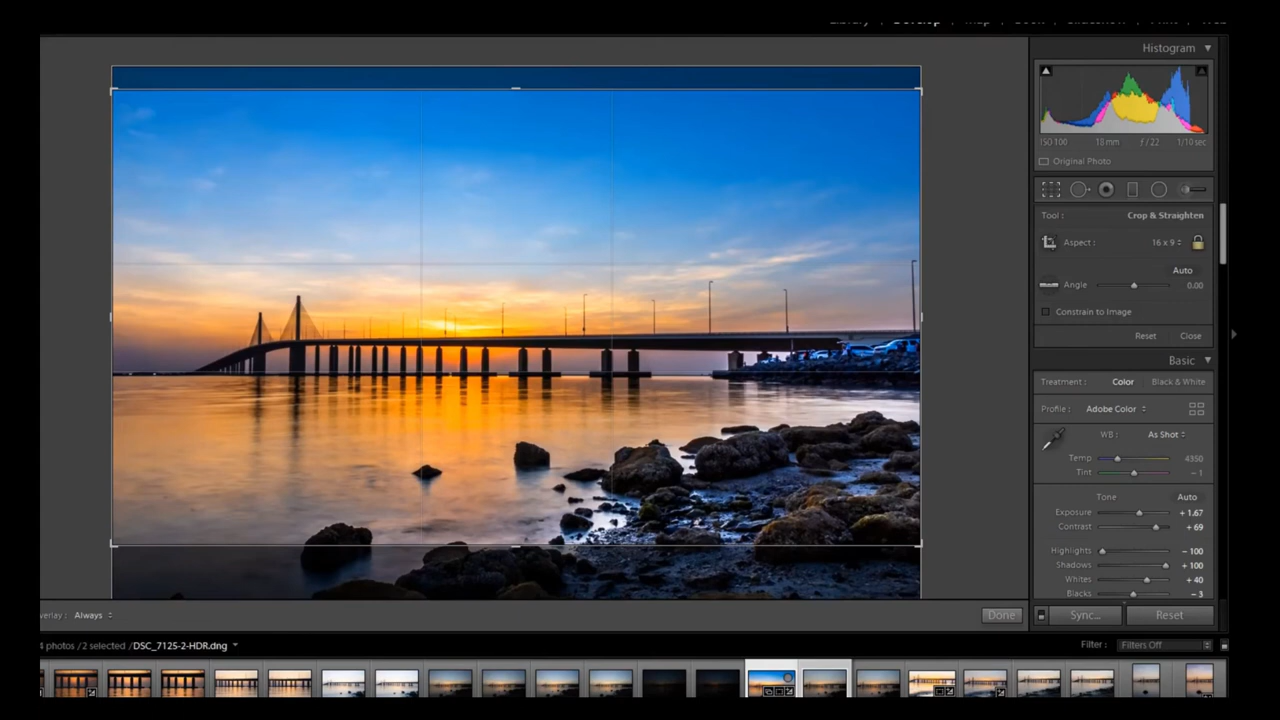 Histogram
ISO 100 18 mm f / 22 1/10 sec
Original Photo
Tool : Crop & Straighten
Aspect : 16 x 9
Auto
Angle 0.00
Constrain to Image
Reset Close
Basic
Treatment : Color Black & White
Profile : Adobe Color
WB : As Shot
Temp 4350
Tint − 1
Tone Auto
Exposure + 1.67
Contrast + 69
Highlights − 100
Shadows + 100
Whites + 40
Blacks − 3
verlay : Always Done Sync... Reset
4 photos / 2 selected / DSC_7125-2-HDR.dng Filter : Filters Off